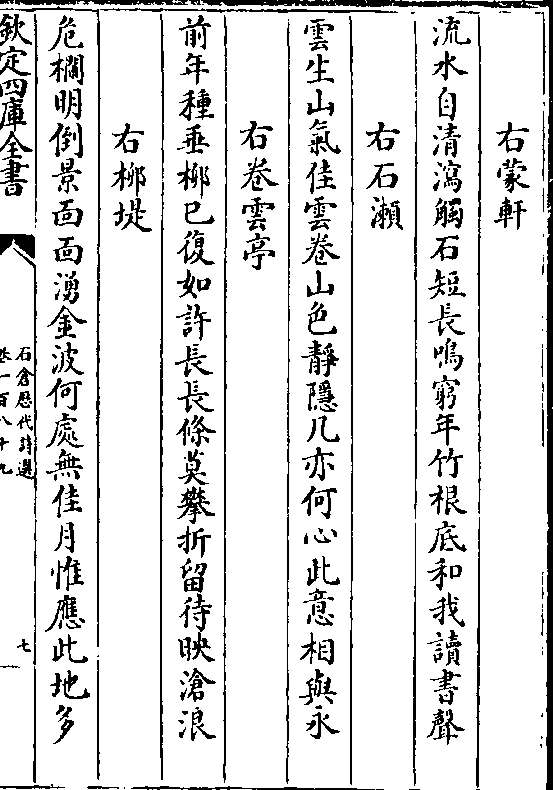 右蒙軒
流水自清瀉觸石短長鳴窮年竹根底和我讀書聲
右石瀨
雲生山氣佳雲卷山色靜隱几亦何心此意相與永
右卷雲亭
前年種垂栁已復如許長長條莫攀折留待映滄浪
右栁堤
危欄明倒景面面湧金波何處無佳月惟應此地多
欽定四庫全書
石倉歷代詩選
卷一百八十九
七